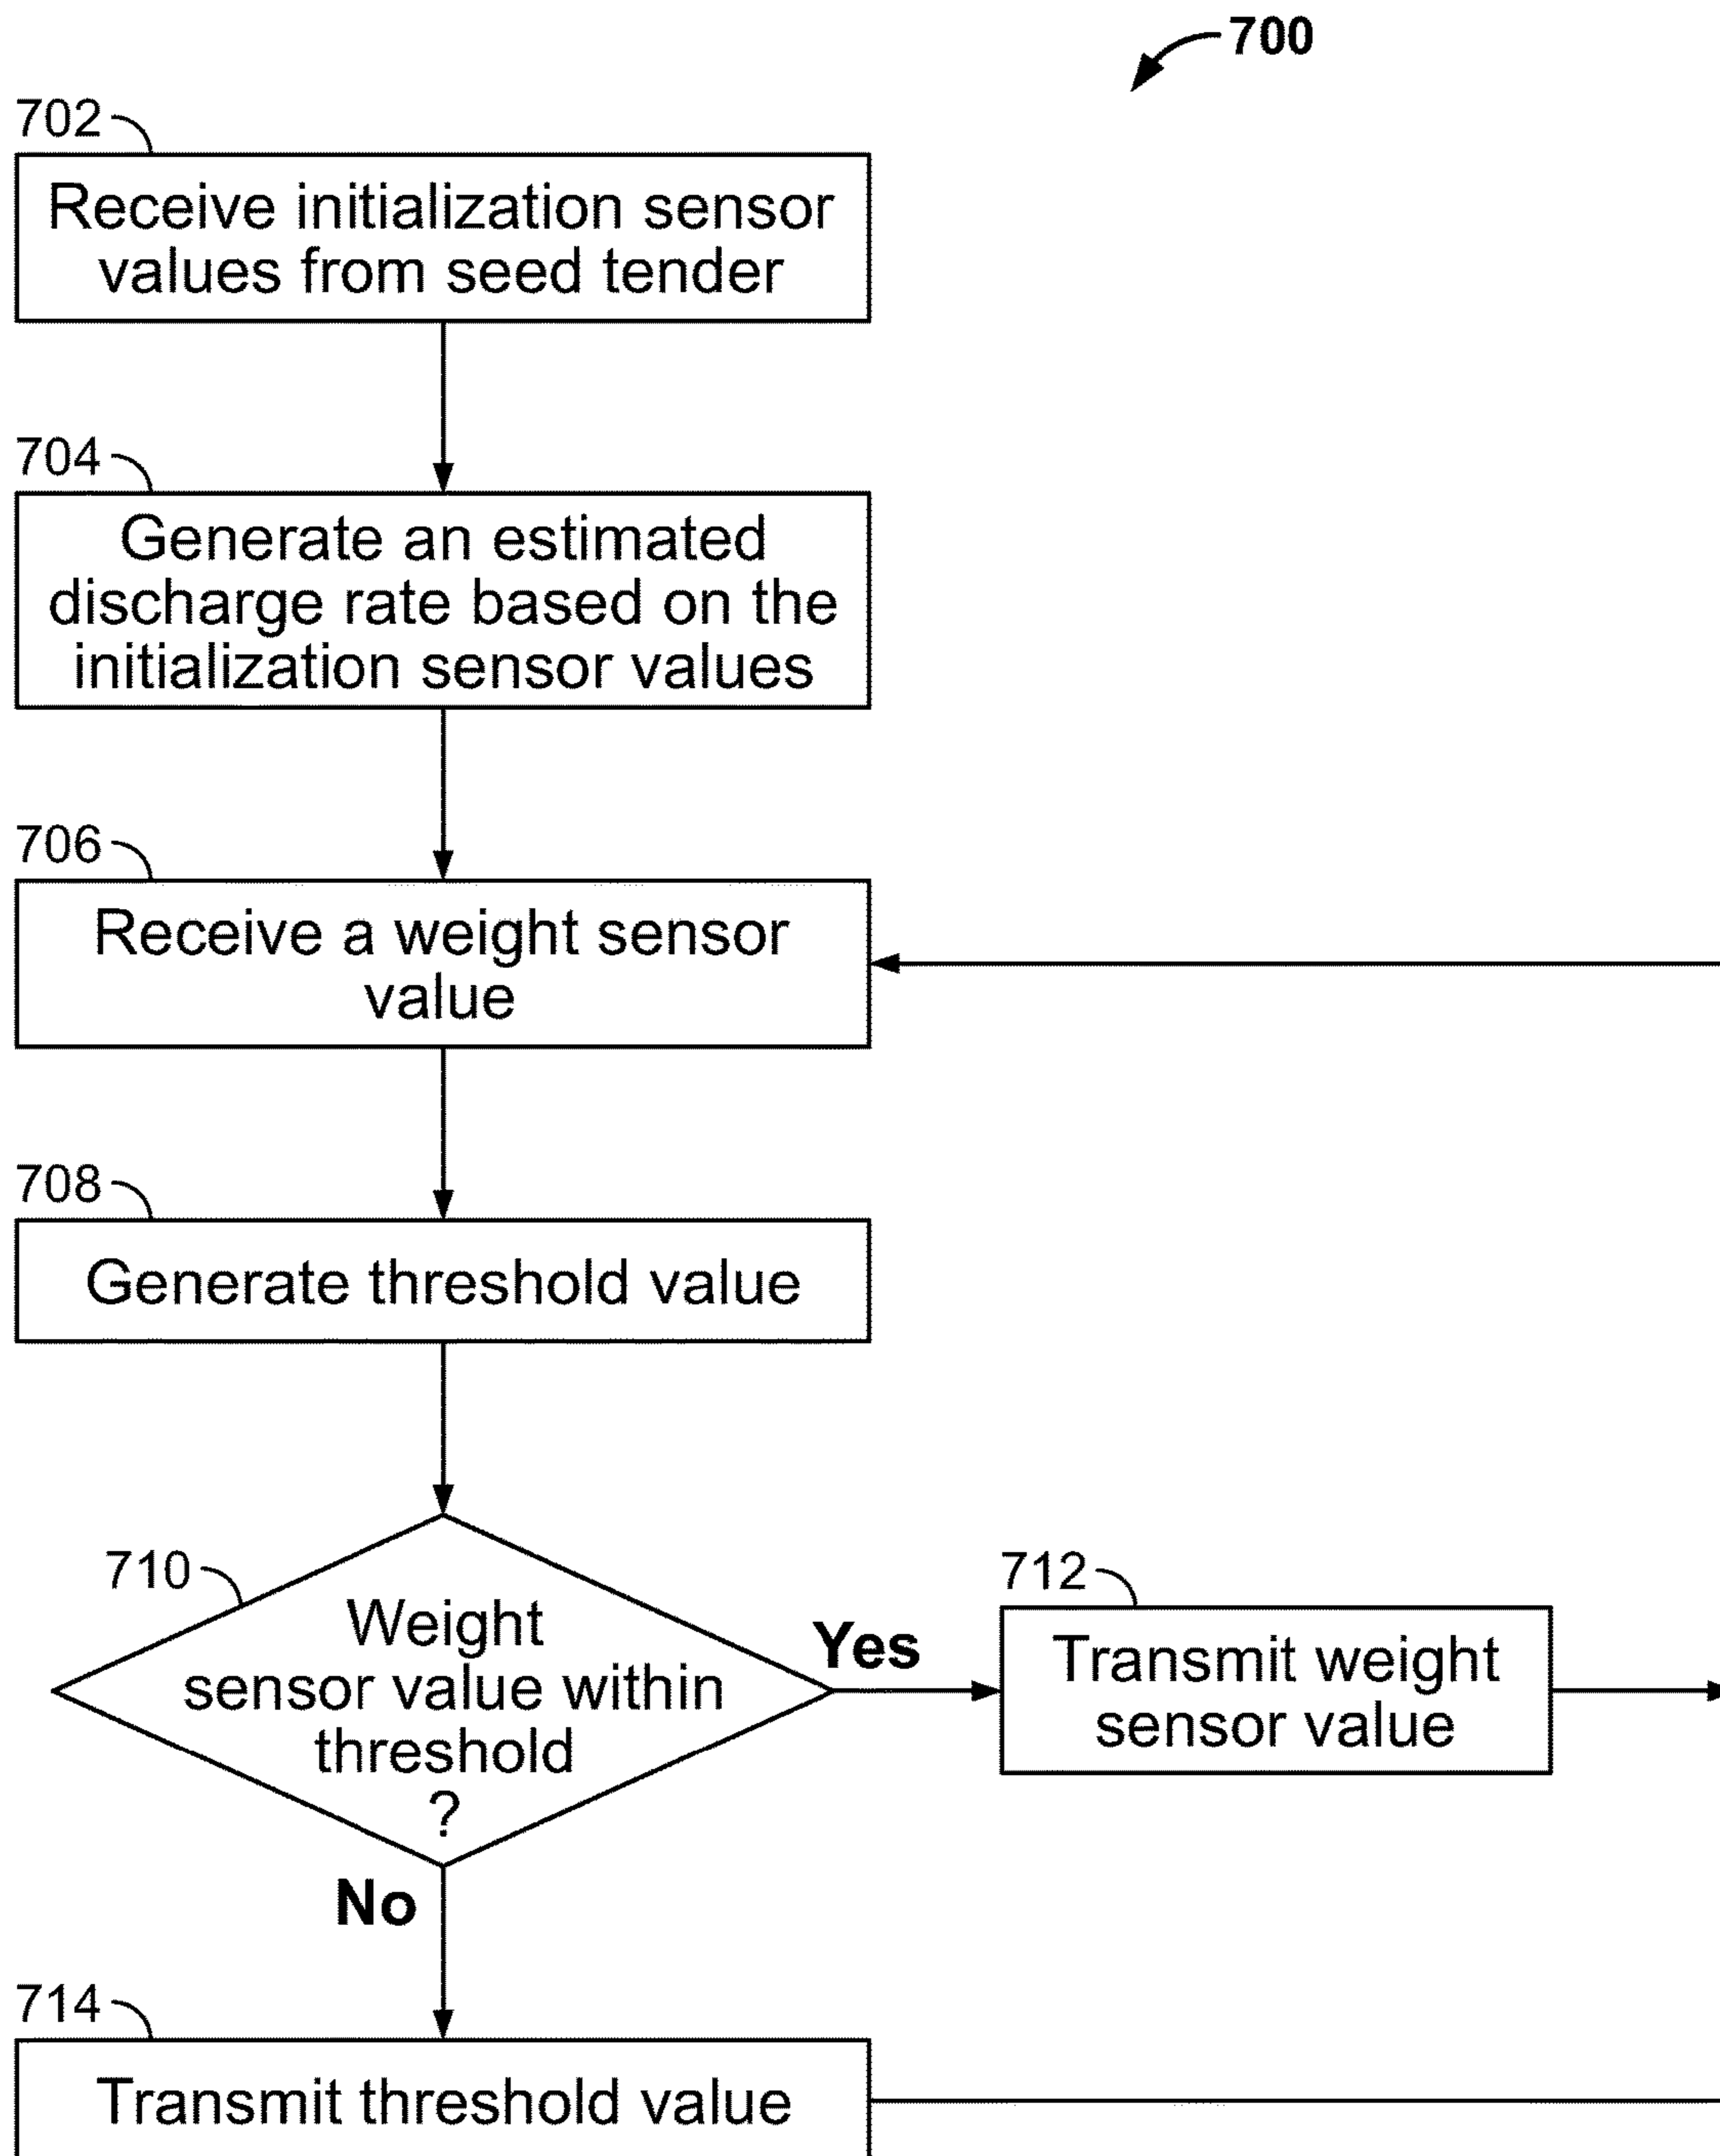 700
702
Receive initialization sensor
values from seed tender
704
Generate an estimated
discharge rate based on the
initialization sensor values
706
Receive a weight sensor
value
708
Generate threshold value
710
Weight
sensor value within
threshold
?
Yes
712
Transmit weight
sensor value
No
714
Transmit threshold value